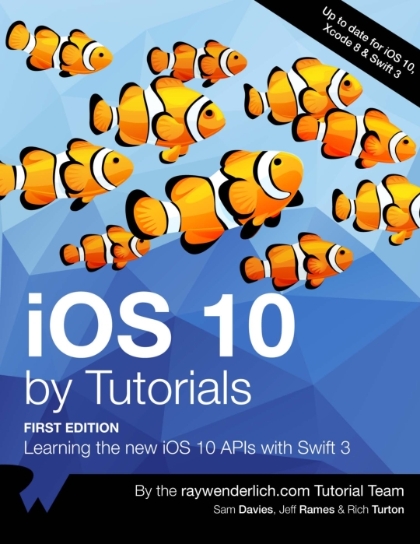 Up to date for iOS 10,
Xcode 8 & Swift 3
iOS 10
by Tutorials
FIRST EDITION
Learning the new iOS 10 APIs with Swift 3
By the raywenderlich.com Tutorial Team
Sam Davies, Jeff Rames & Rich Turton